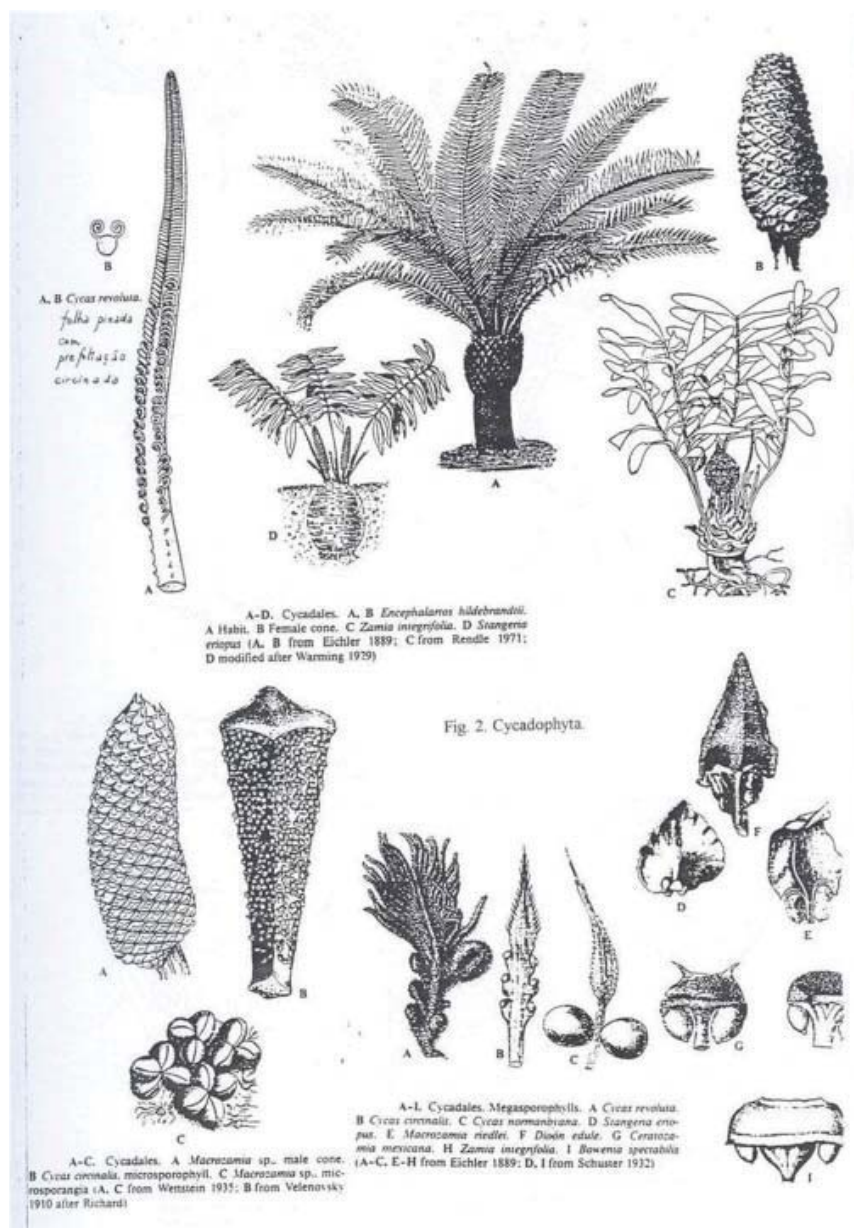 B
A, B Cycas revoluta.
folha pinada
com
prefoliação
circinada
A
A
B
D
C
A–D. Cycadales. A, B Encephalartos hildebrandtii.
A Habit. B Female cone. C Zamia integrifolia. D Stangeria
eriopus (A, B from Eichler 1889; C from Rendle 1971;
D modified after Warming 1929)
Fig. 2. Cycadophyta.
A
B
C
A–C. Cycadales. A Macrozamia sp., male cone.
B Cycas circinalis, microsporophyll. C Macrozamia sp., mic-
rosporangia (A, C from Wettstein 1935; B from Velenovsky
1910 after Richard)
F
D
E
A
B
C
G
I
A–I. Cycadales. Megasporophylls. A Cycas revoluta.
B Cycas circinalis. C Cycas normanbyana. D Stangeria erio-
pus. E Macrozamia riedlei. F Dioön edule. G Ceratoza-
mia mexicana. H Zamia integrifolia. I Bowenia spectabilis
(A–C, E–H from Eichler 1889; D, I from Schuster 1932)